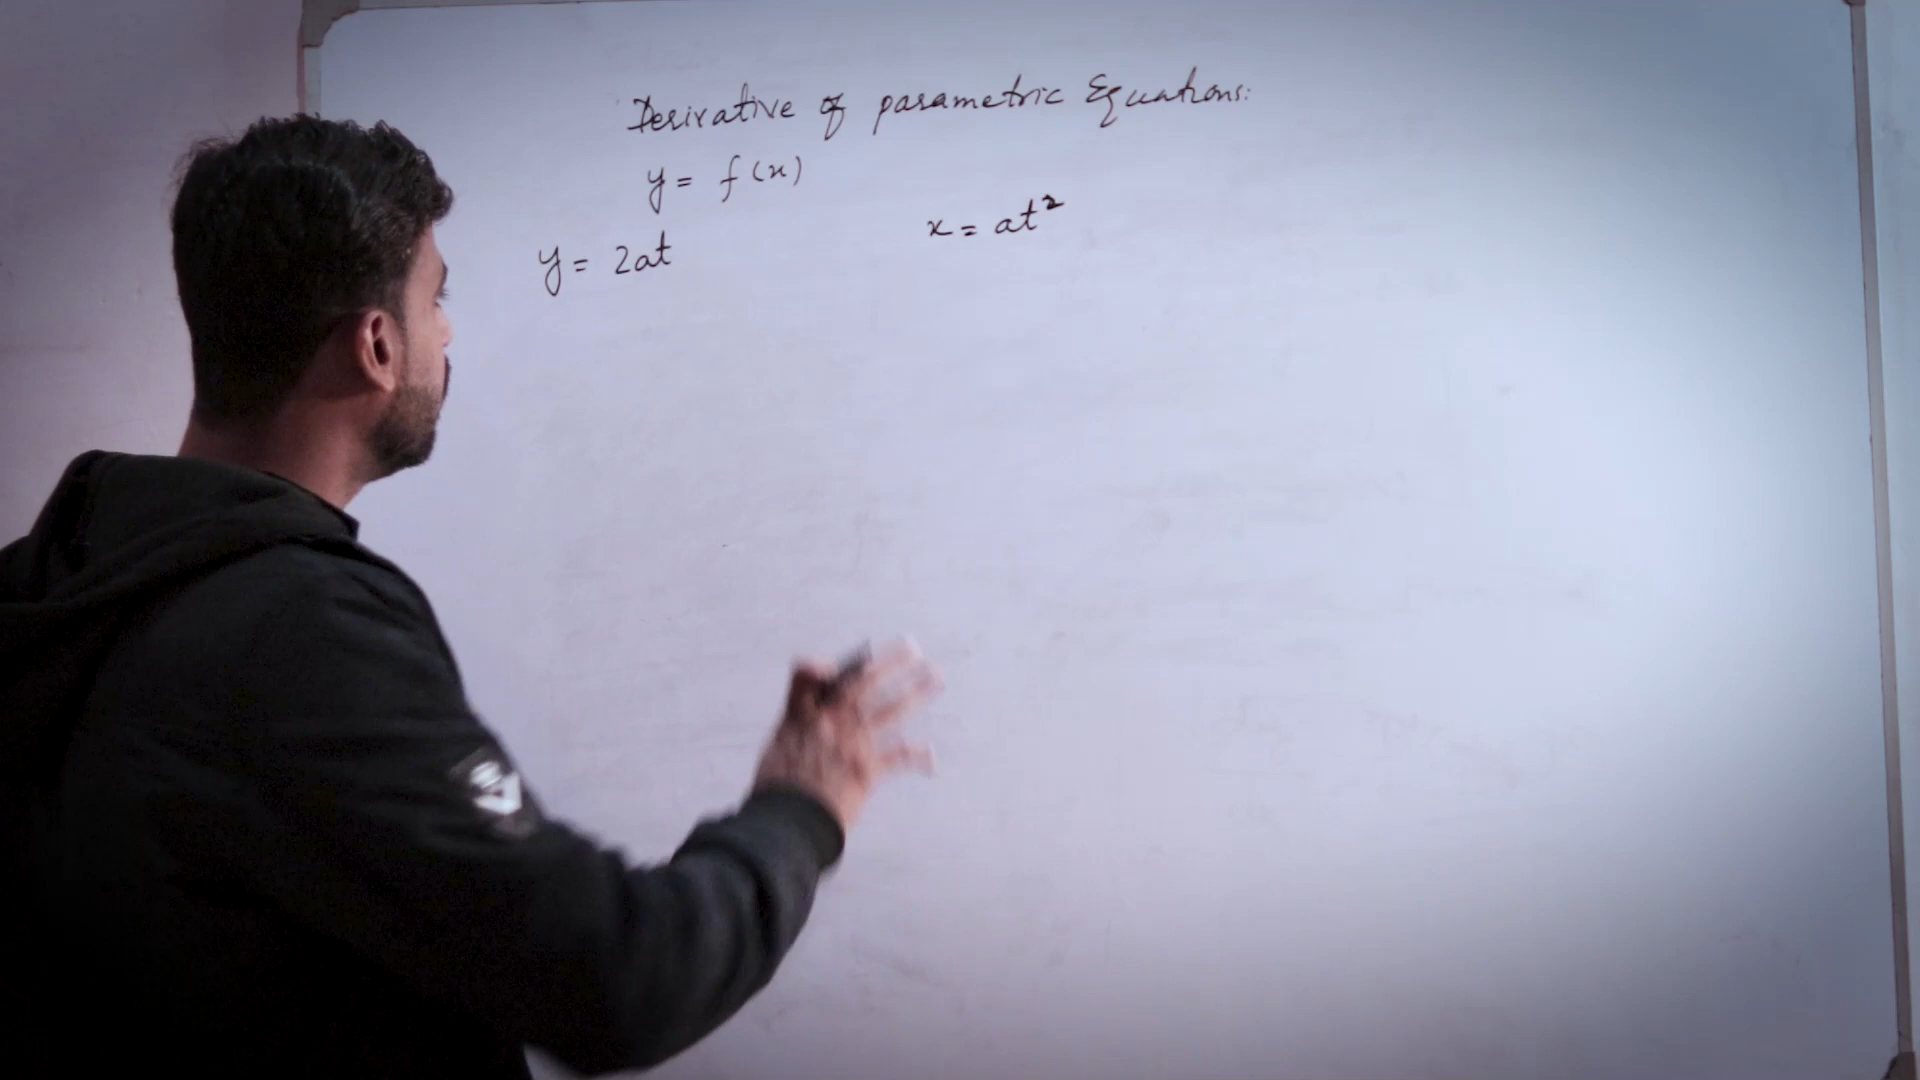 Derivative of parametric Equations:
y = f(x)
y = 2at x = at²